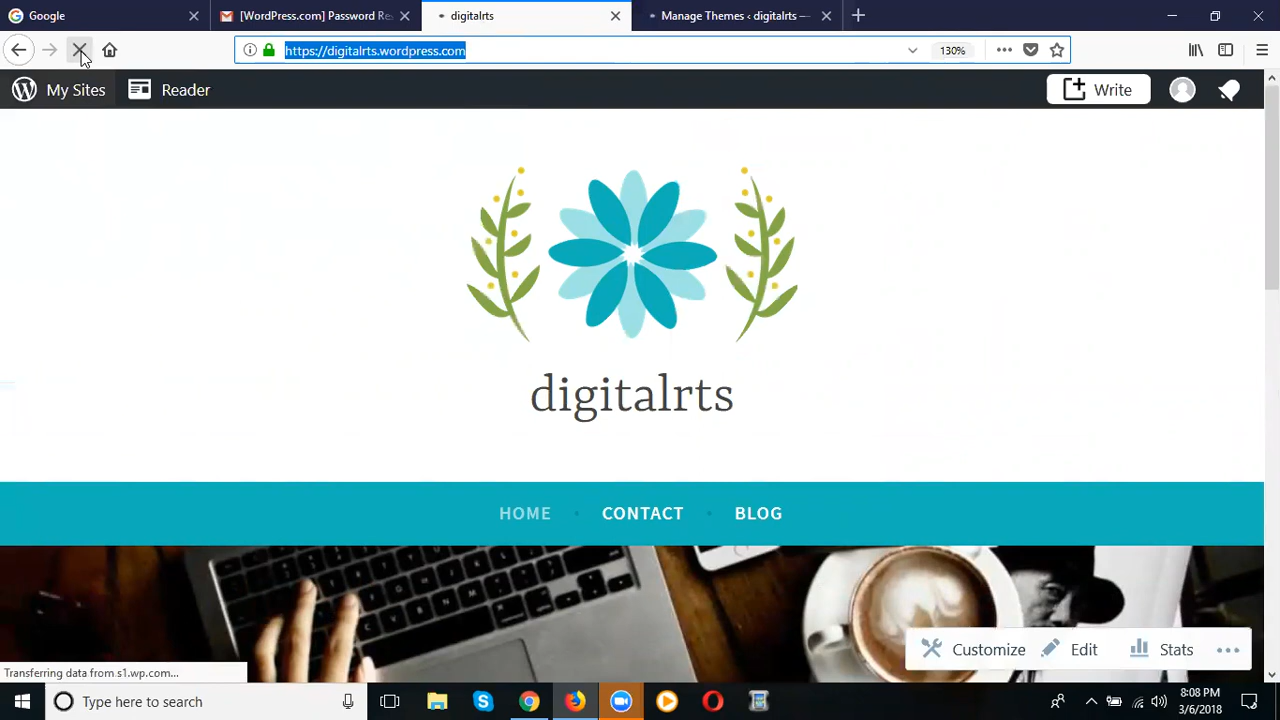 Google
[WordPress.com] Password Re
digitalrts
Manage Themes ‹ digitalrts —
https://digitalrts.wordpress.com
130%
My Sites
Reader
Write
digitalrts
HOME
CONTACT
BLOG
Customize
Edit
Stats
Transferring data from s1.wp.com...
Type here to search
8:08 PM
3/6/2018